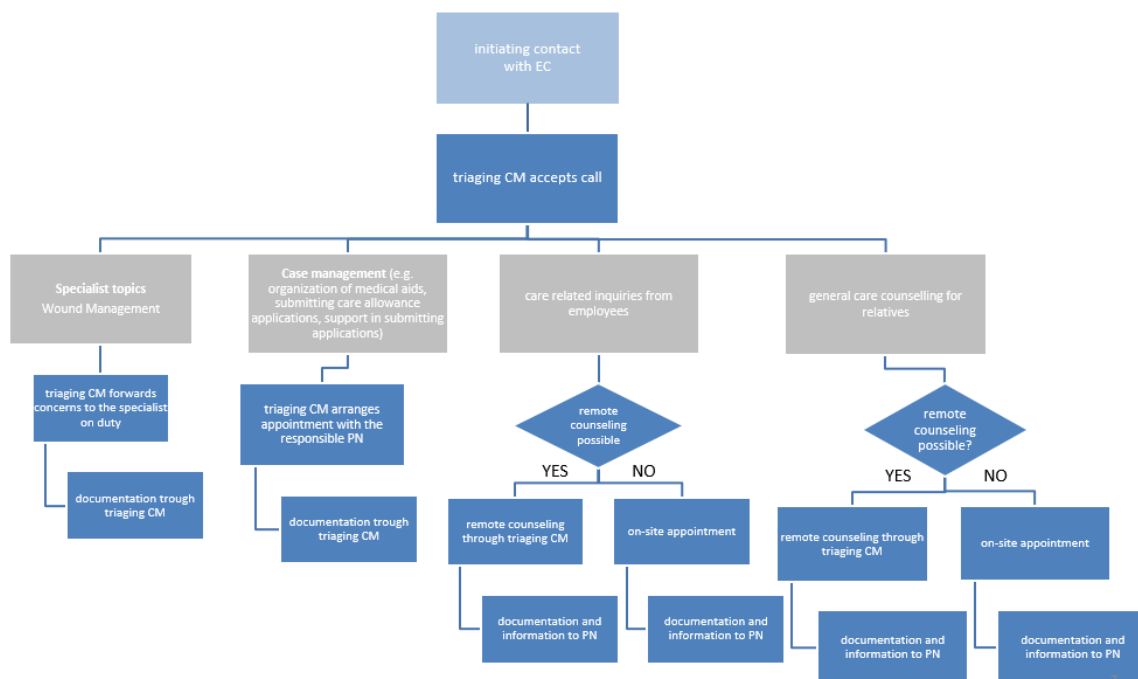 initiating contact
with EC
triaging CM accepts call
Specialist topics
Wound Management
Case management (e.g.
organization of medical aids,
submitting care allowance
applications, support in submitting
applications)
care related inquiries from
employees
general care counselling for
relatives
triaging CM forwards
concerns to the specialist
on duty
triaging CM arranges
appointment with the
responsible PN
remote
counseling
possible
remote
counseling
possible?
YES
NO
YES
NO
documentation trough
triaging CM
documentation trough
triaging CM
remote counseling
through triaging CM
on-site appointment
remote counseling through
triaging CM
on-site appointment
documentation and
information to PN
documentation and
information to PN
documentation and
information to PN
documentation and
information to PN